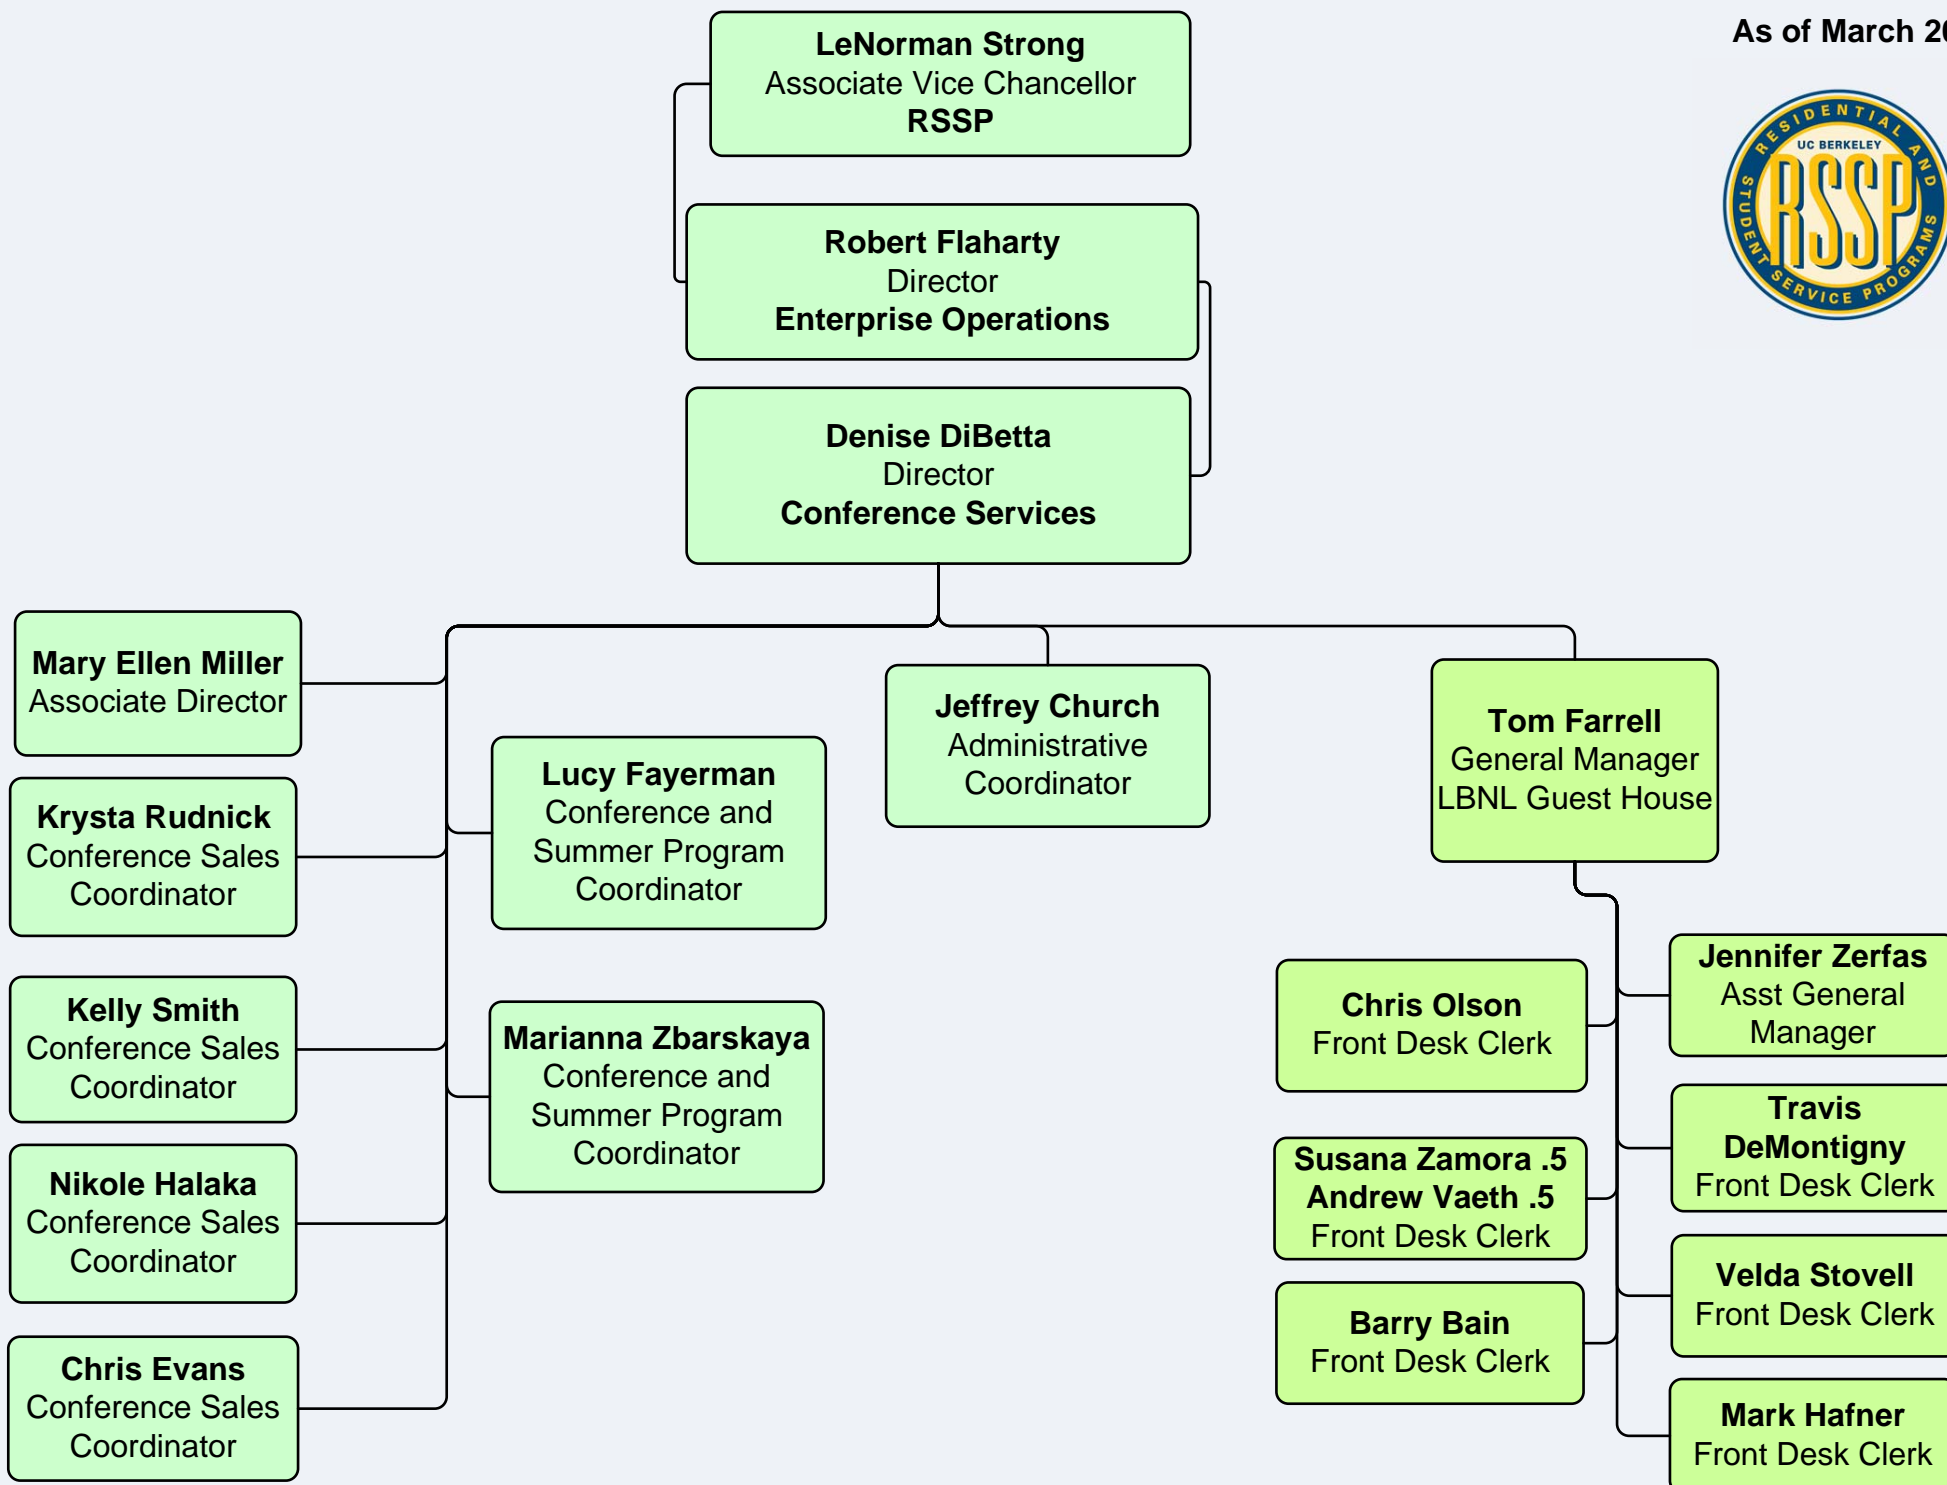 As of March 20
LeNorman Strong
Associate Vice Chancellor
RSSP
RESIDENTIAL AND
STUDENT SERVICE PROGRAMS
UC BERKELEY
RSSP
Robert Flaharty
Director
Enterprise Operations
Denise DiBetta
Director
Conference Services
Mary Ellen Miller
Associate Director
Krysta Rudnick
Conference Sales
Coordinator
Kelly Smith
Conference Sales
Coordinator
Nikole Halaka
Conference Sales
Coordinator
Chris Evans
Conference Sales
Coordinator
Lucy Fayerman
Conference and
Summer Program
Coordinator
Marianna Zbarskaya
Conference and
Summer Program
Coordinator
Jeffrey Church
Administrative
Coordinator
Tom Farrell
General Manager
LBNL Guest House
Chris Olson
Front Desk Clerk
Susana Zamora .5
Andrew Vaeth .5
Front Desk Clerk
Barry Bain
Front Desk Clerk
Jennifer Zerfas
Asst General
Manager
Travis
DeMontigny
Front Desk Clerk
Velda Stovell
Front Desk Clerk
Mark Hafner
Front Desk Clerk